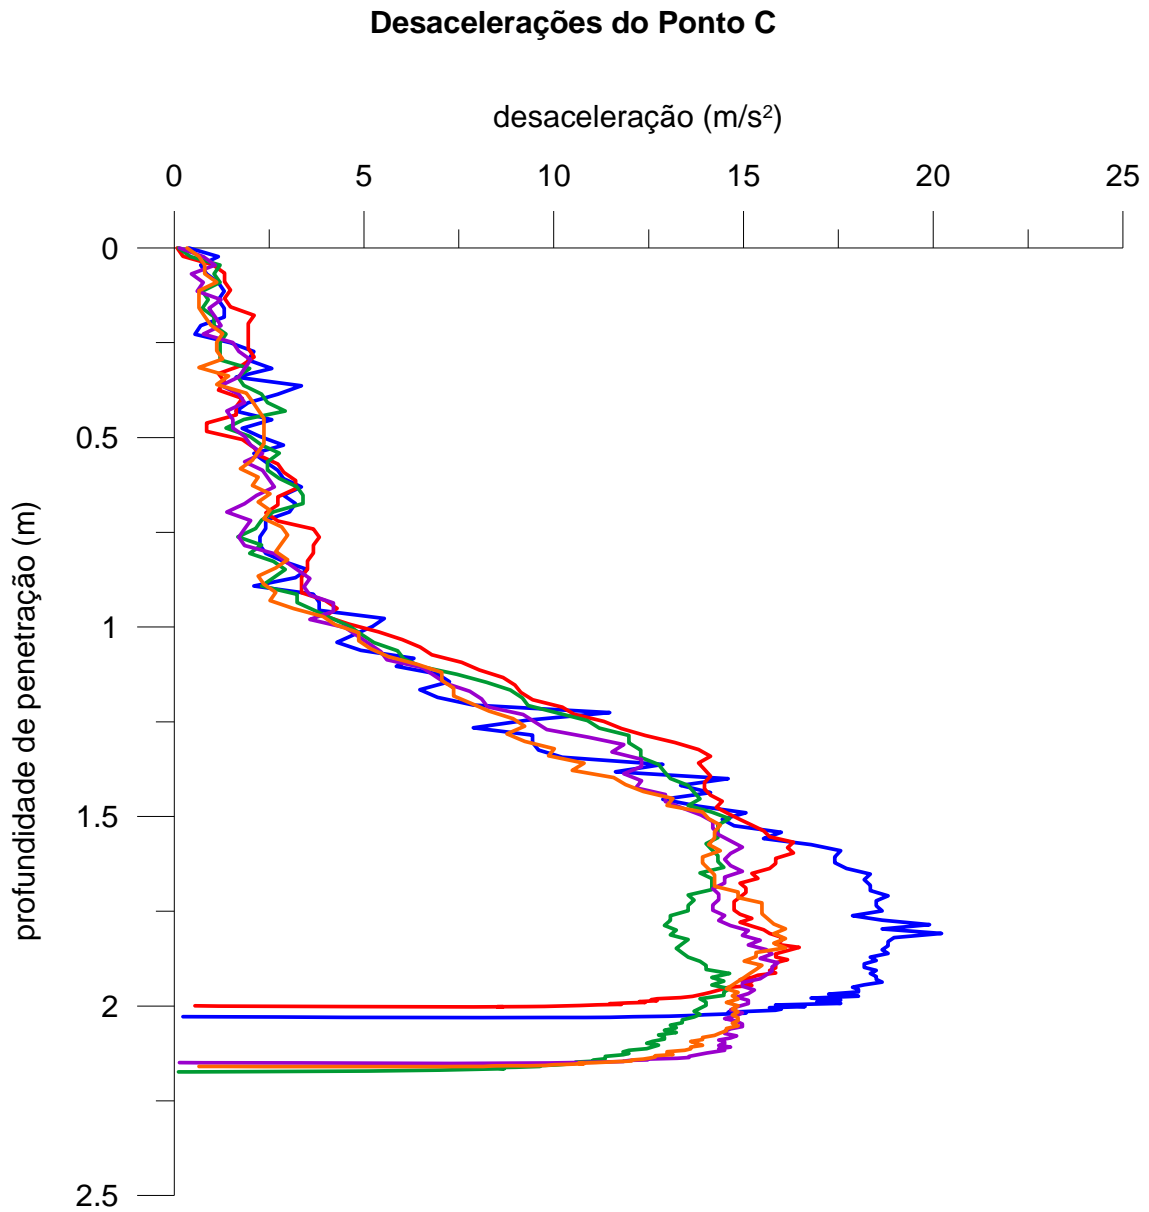 Desacelerações do Ponto C
desaceleração (m/s²)
0 5 10 15 20 25
0
0.5
1
1.5
2
2.5
profundidade de penetração (m)